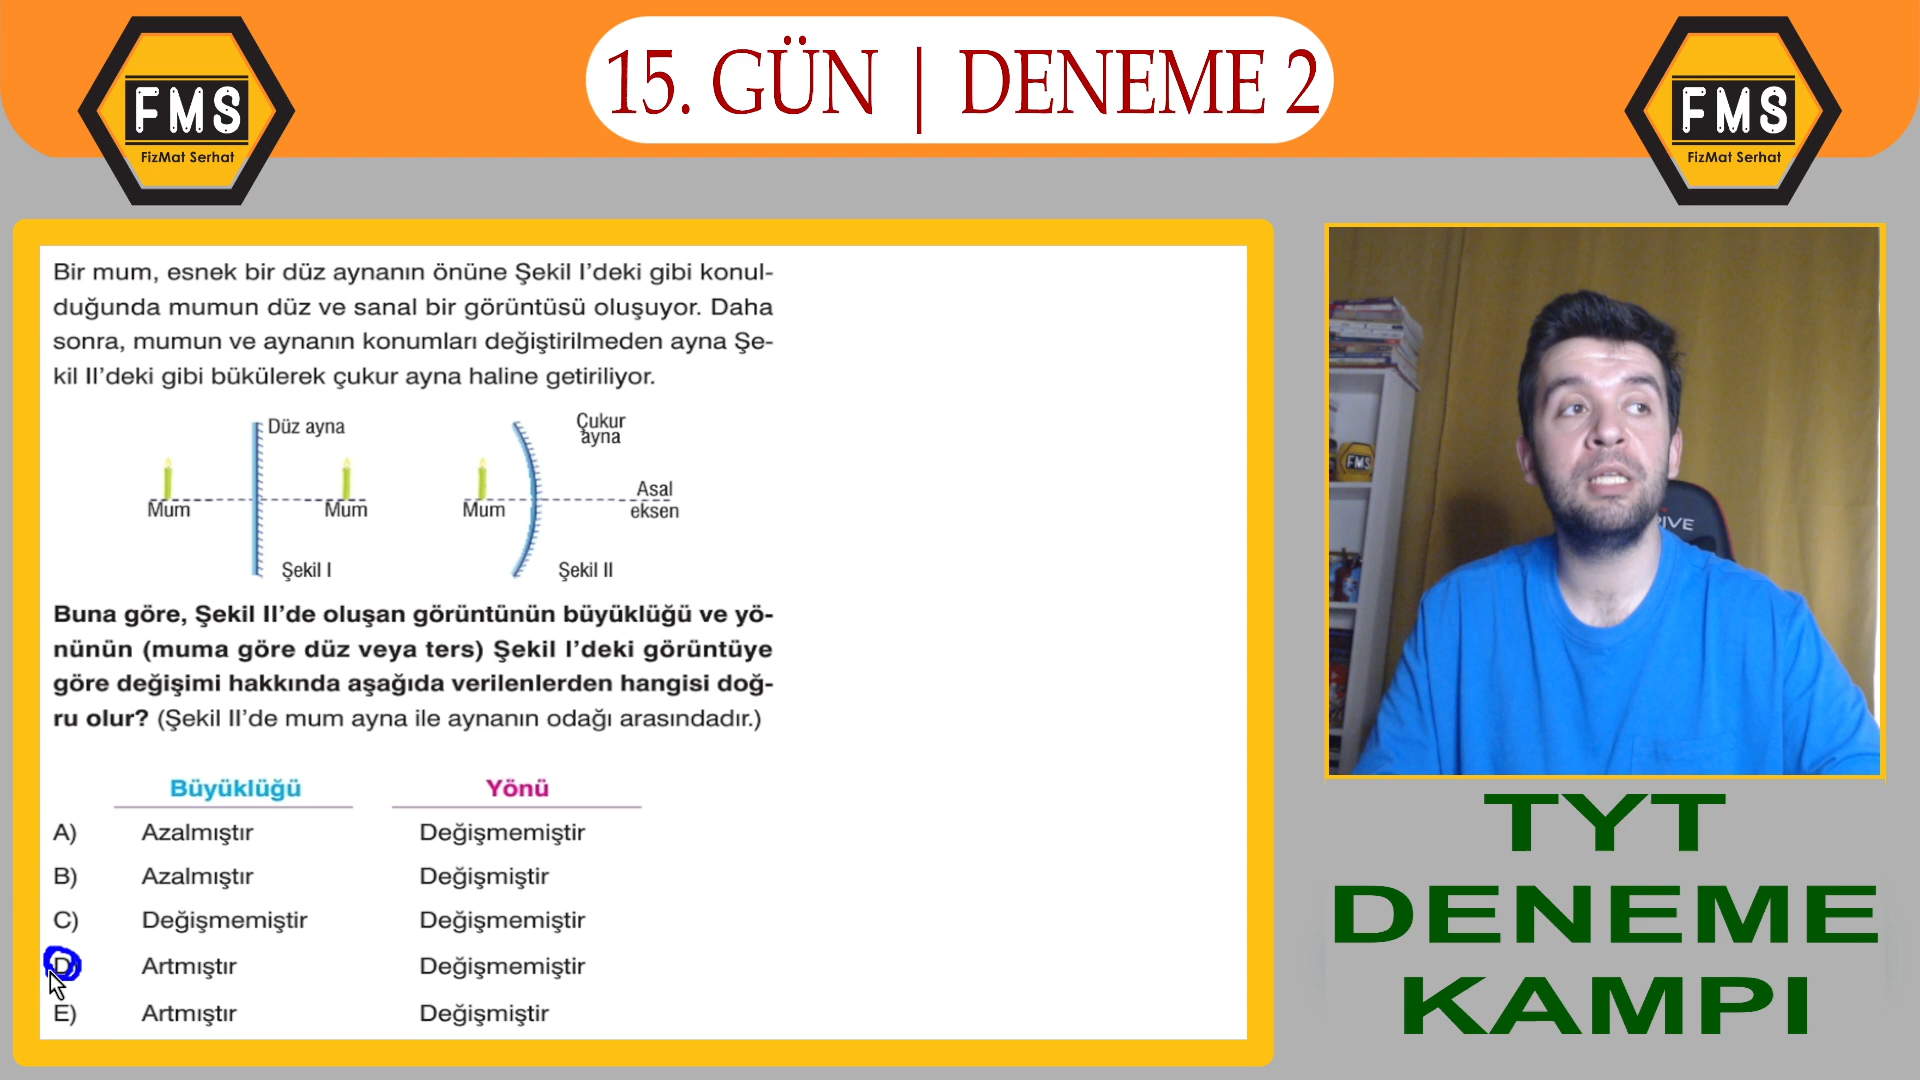 15. GÜN | DENEME 2
FMS
FizMat Serhat
FMS
FizMat Serhat
Bir mum, esnek bir düz aynanın önüne Şekil I'deki gibi konul-
duğunda mumun düz ve sanal bir görüntüsü oluşuyor. Daha
sonra, mumun ve aynanın konumları değiştirilmeden ayna Şe-
kil II'deki gibi bükülerek çukur ayna haline getiriliyor.
Düz ayna
Mum
Mum
Şekil I
Çukur
ayna
Mum
Asal
eksen
Şekil II
Buna göre, Şekil II'de oluşan görüntünün büyüklüğü ve yö-
nünün (muma göre düz veya ters) Şekil I'deki görüntüye
göre değişimi hakkında aşağıda verilenlerden hangisi doğ-
ru olur? (Şekil II'de mum ayna ile aynanın odağı arasındadır.)
Büyüklüğü Yönü
A) Azalmıştır Değişmemiştir
B) Azalmıştır Değişmiştir
C) Değişmemiştir Değişmemiştir
D) Artmıştır Değişmemiştir
E) Artmıştır Değişmiştir
FMS
TYT
DENEME
KAMPI